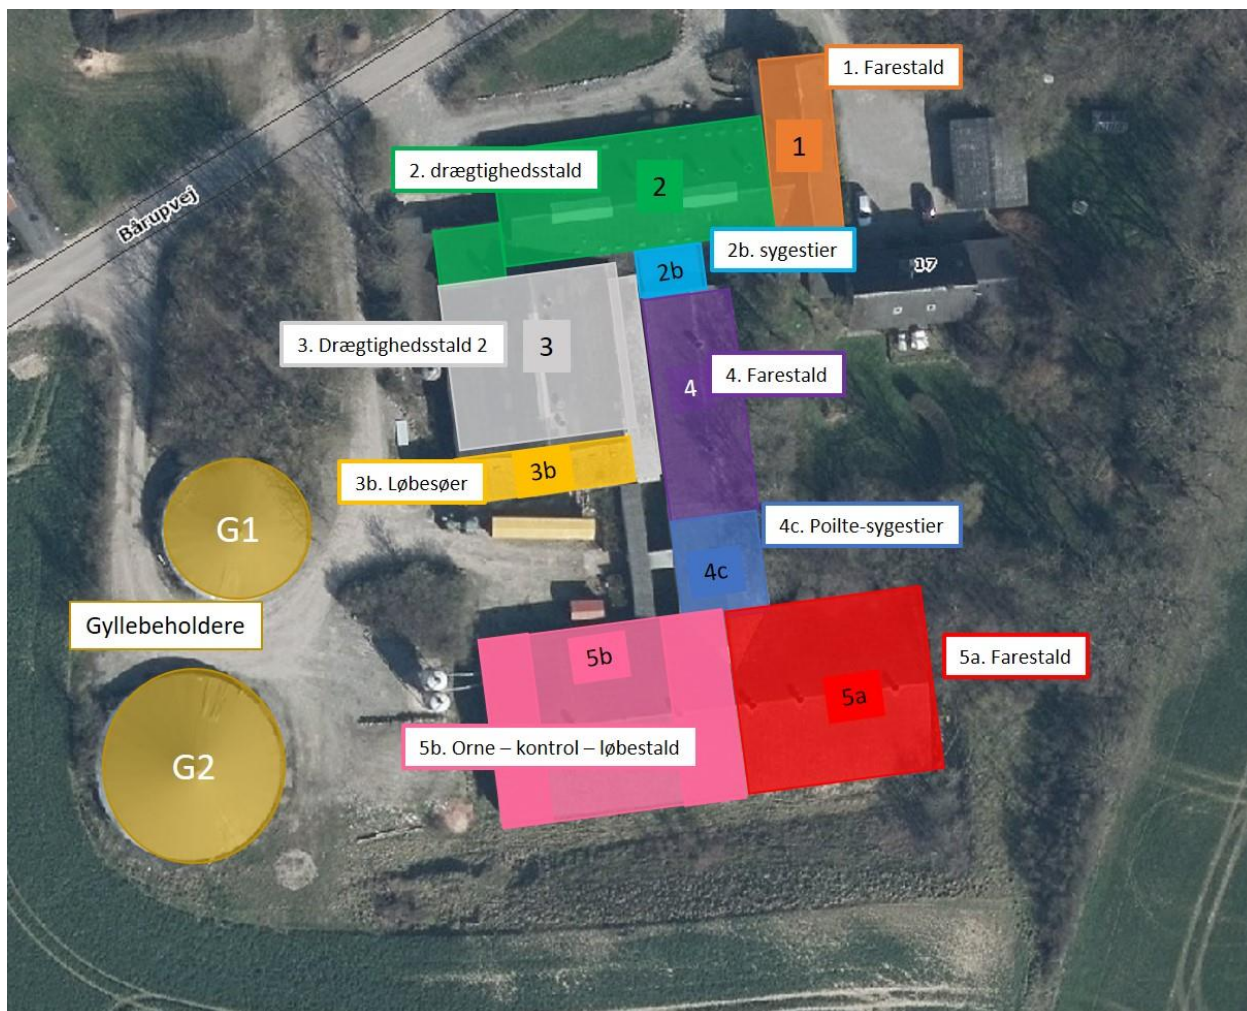 1. Farestald
1
2. drægtighedsstald
2
Bårupvej
2b. sygestier
2b
17
3. Drægtighedsstald 2
3
4. Farestald
4
3b
3b. Løbesøer
G1
4c. Poilte-sygestier
4c
Gyllebeholdere
5b
5a. Farestald
5a
5b. Orne – kontrol – løbestald
G2